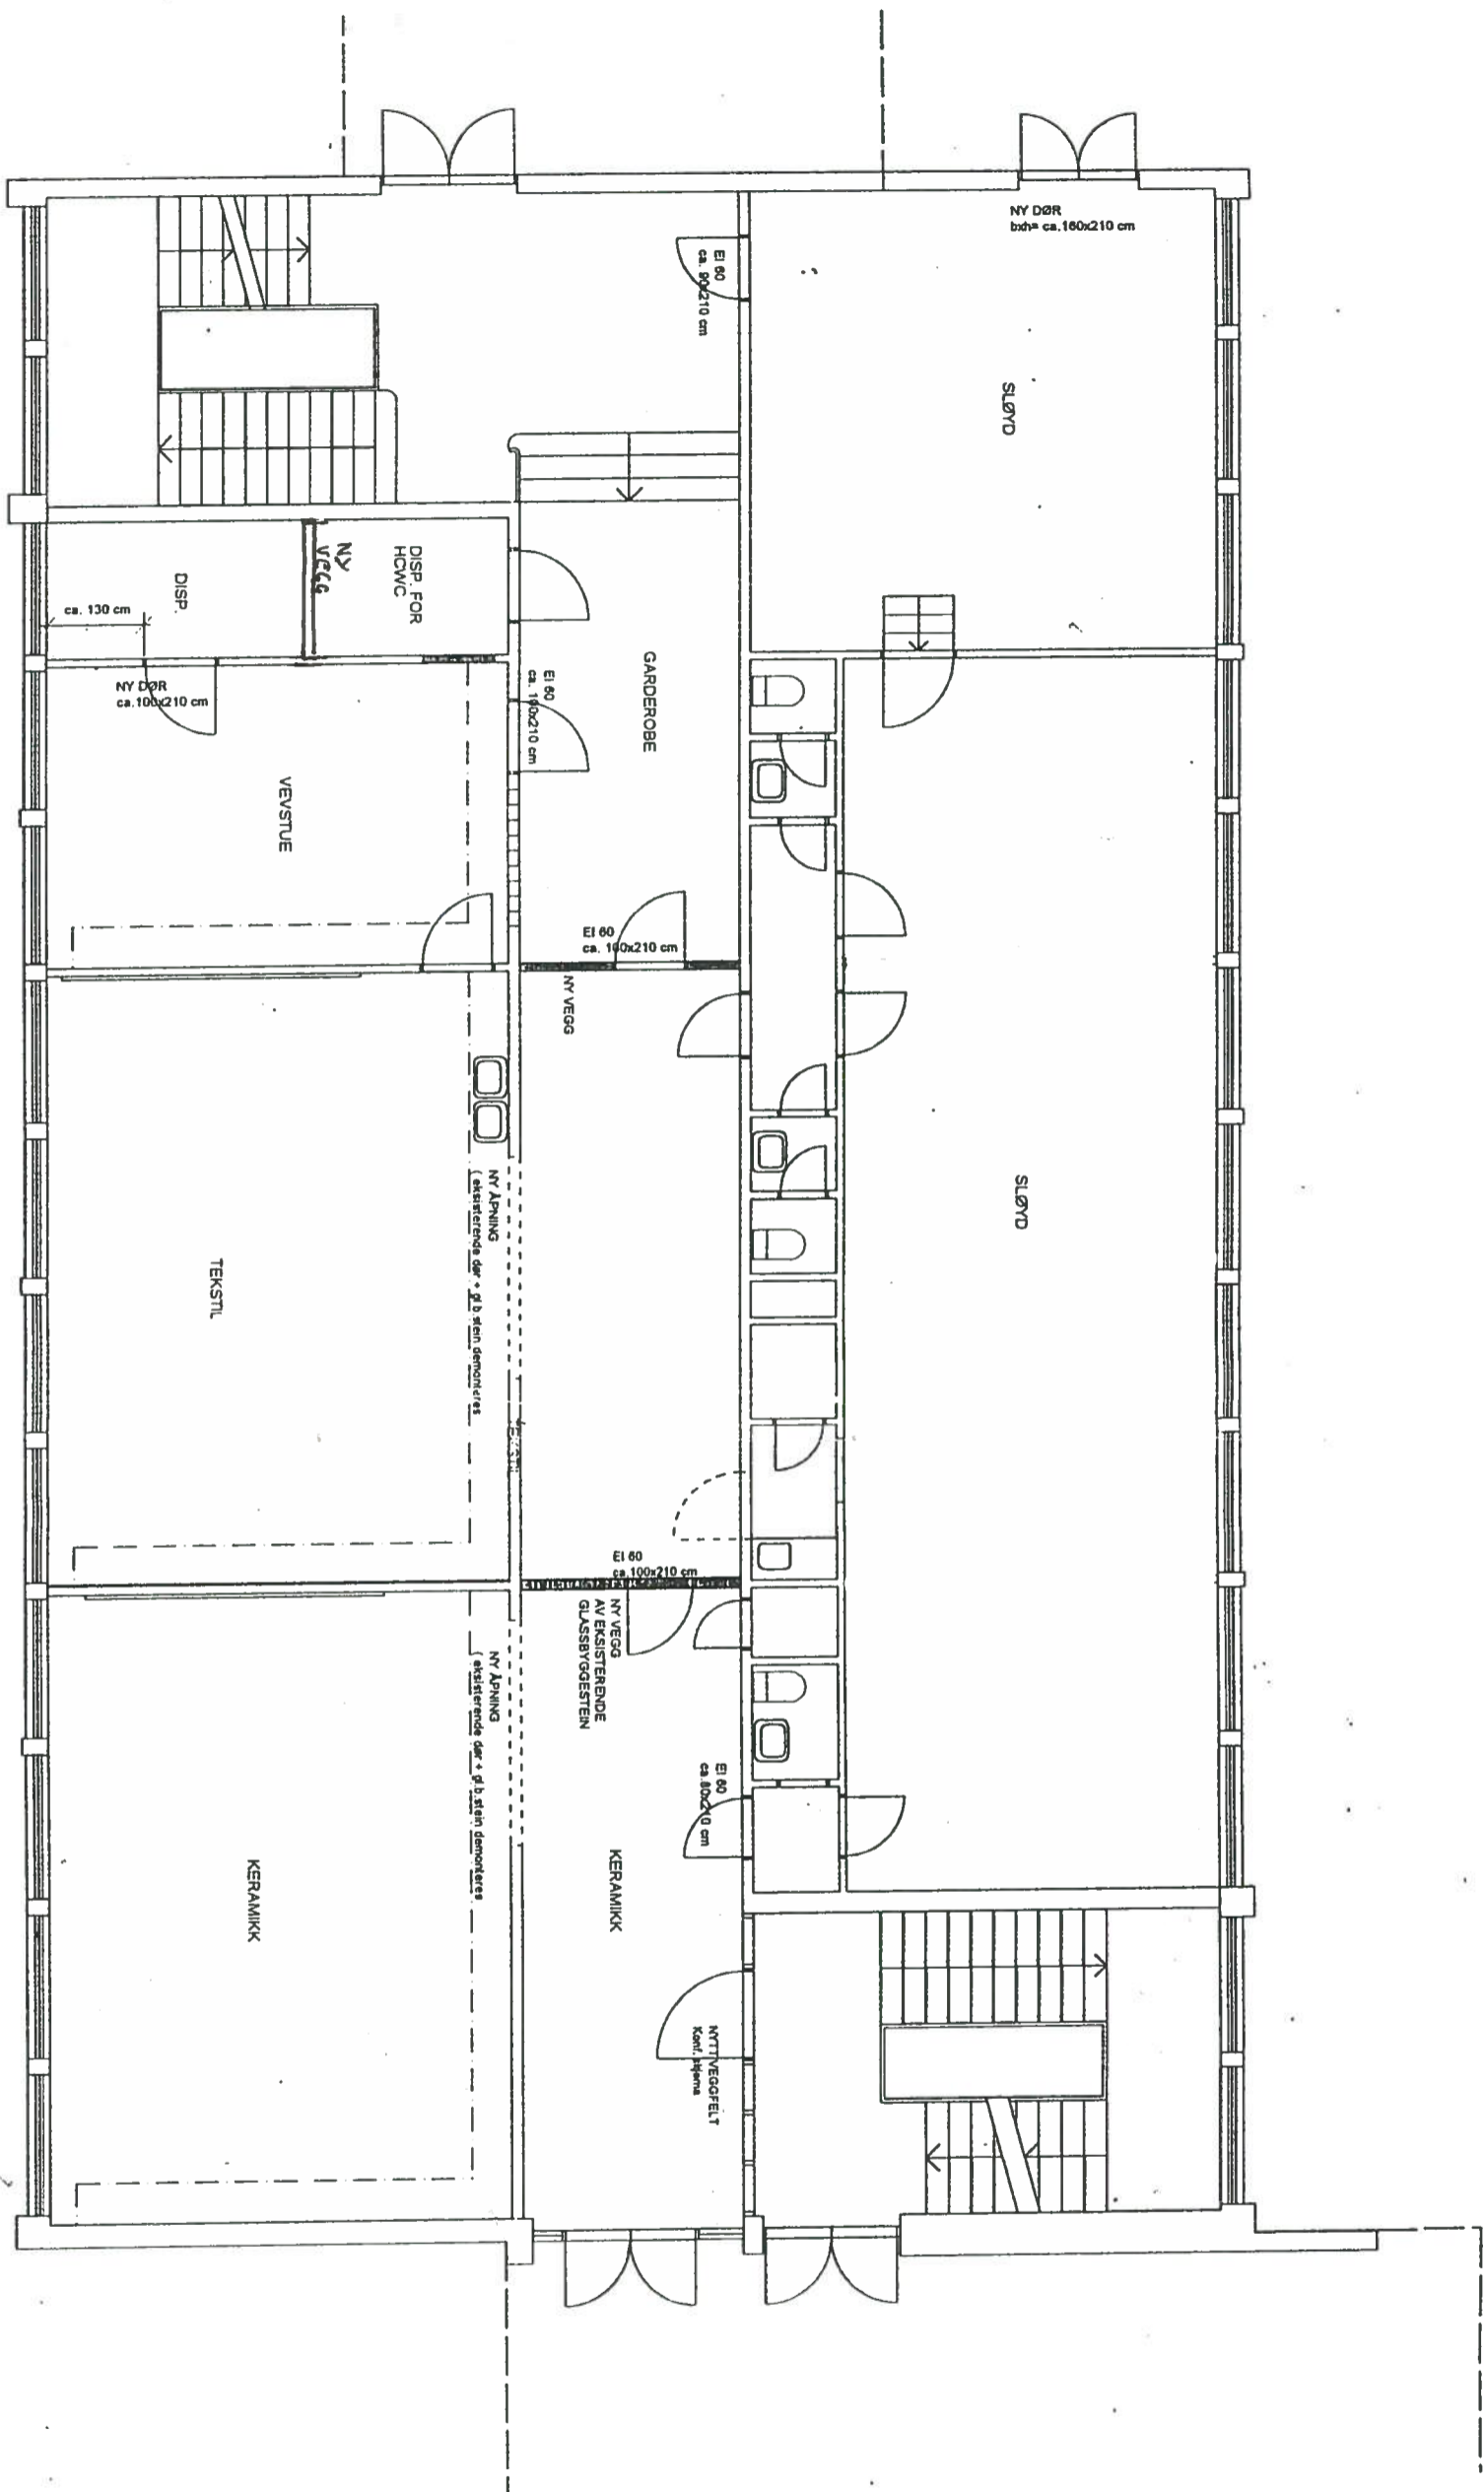 NY DØR
bxh= ca.160x210 cm
EI 60
ca. 90x210 cm
SLØYD
DISP. FOR
HCWC
NY
VEGG
DISP.
ca. 130 cm
NY DØR
ca.100x210 cm
EI 60
ca. 100x210 cm
GARDEROBE
VEVSTUE
EI 60
ca. 100x210 cm
NY VEGG
NY ÅPNING
( eksisterende dør + gl.b.stein demonteres
SLØYD
TEKSTIL
EI 60
ca.100x210 cm
NY VEGG
AV EKSISTERENDE
GLASSBYGGESTEIN
NY ÅPNING
( eksisterende dør + gl.b.stein demonteres
EI 60
ca.80x210 cm
KERAMIKK
KERAMIKK
NYTT VEGGFELT
Konf. skjema